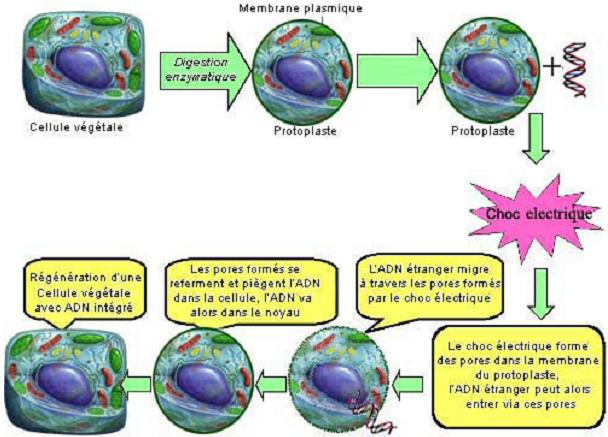 Membrane plasmique
Digestion
enzymatique
Cellule végétale
Protoplaste
Protoplaste
+
Choc electrique
Le choc électrique forme
des pores dans la membrane
du protoplaste,
l'ADN étranger peut alors
entrer via ces pores
L'ADN étranger migre
à travers les pores formés
par le choc électrique
Les pores formés se
referment et piègent l'ADN
dans la cellule, l'ADN va
alors dans le noyau
Régénération d'une
Cellule végétale
avec ADN intégré